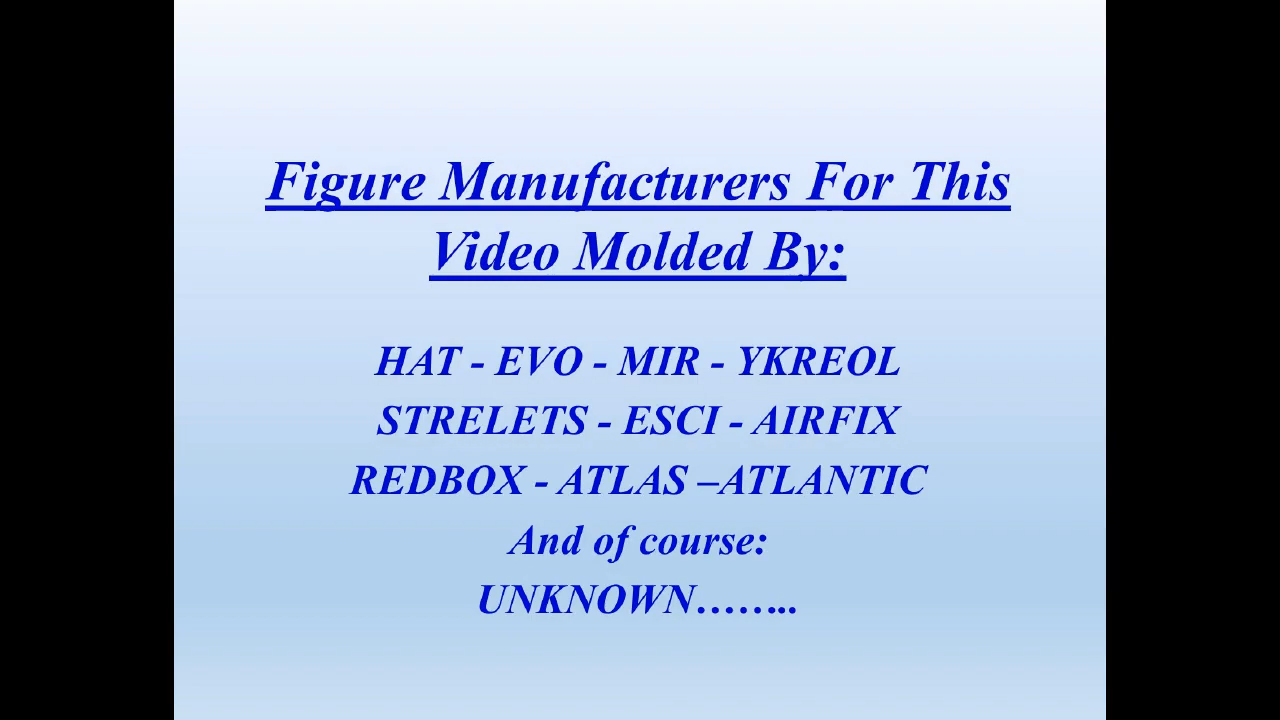 Figure Manufacturers For This
Video Molded By:
HAT - EVO - MIR - YKREOL
STRELETS - ESCI - AIRFIX
REDBOX - ATLAS –ATLANTIC
And of course:
UNKNOWN……..